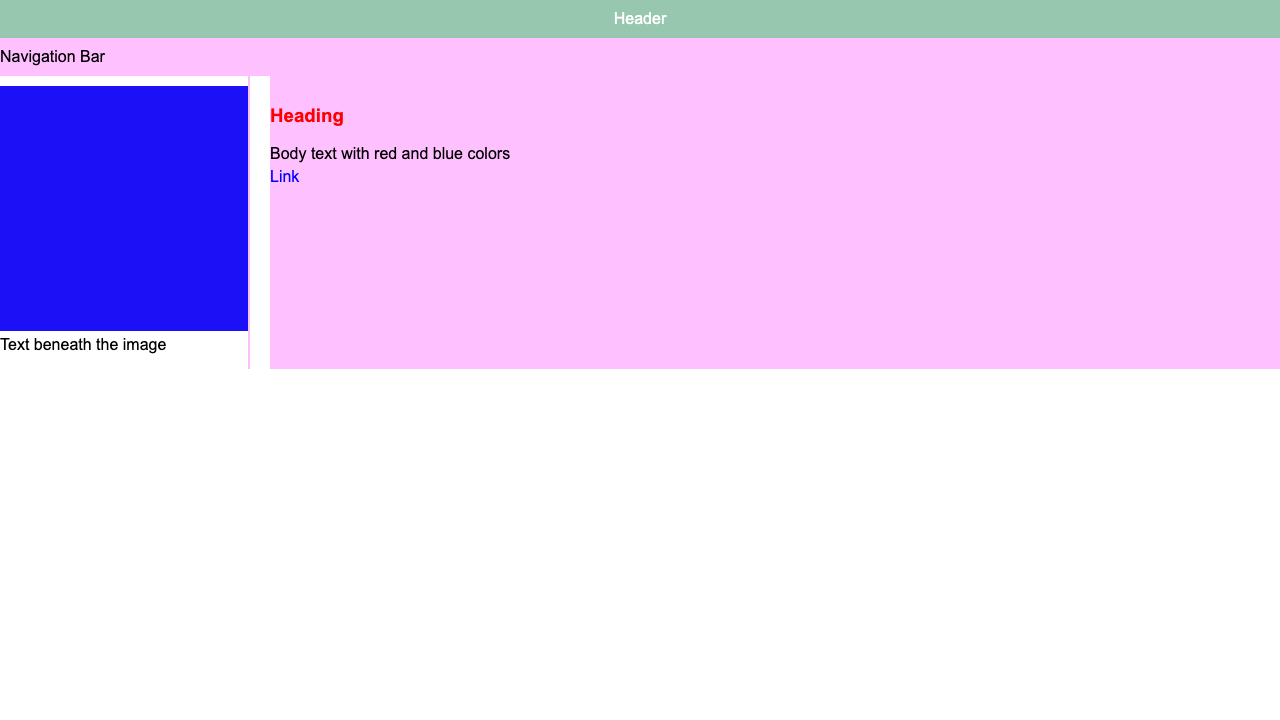 Header
Navigation Bar
Text beneath the image
Heading
Body text with red and blue colors
Link